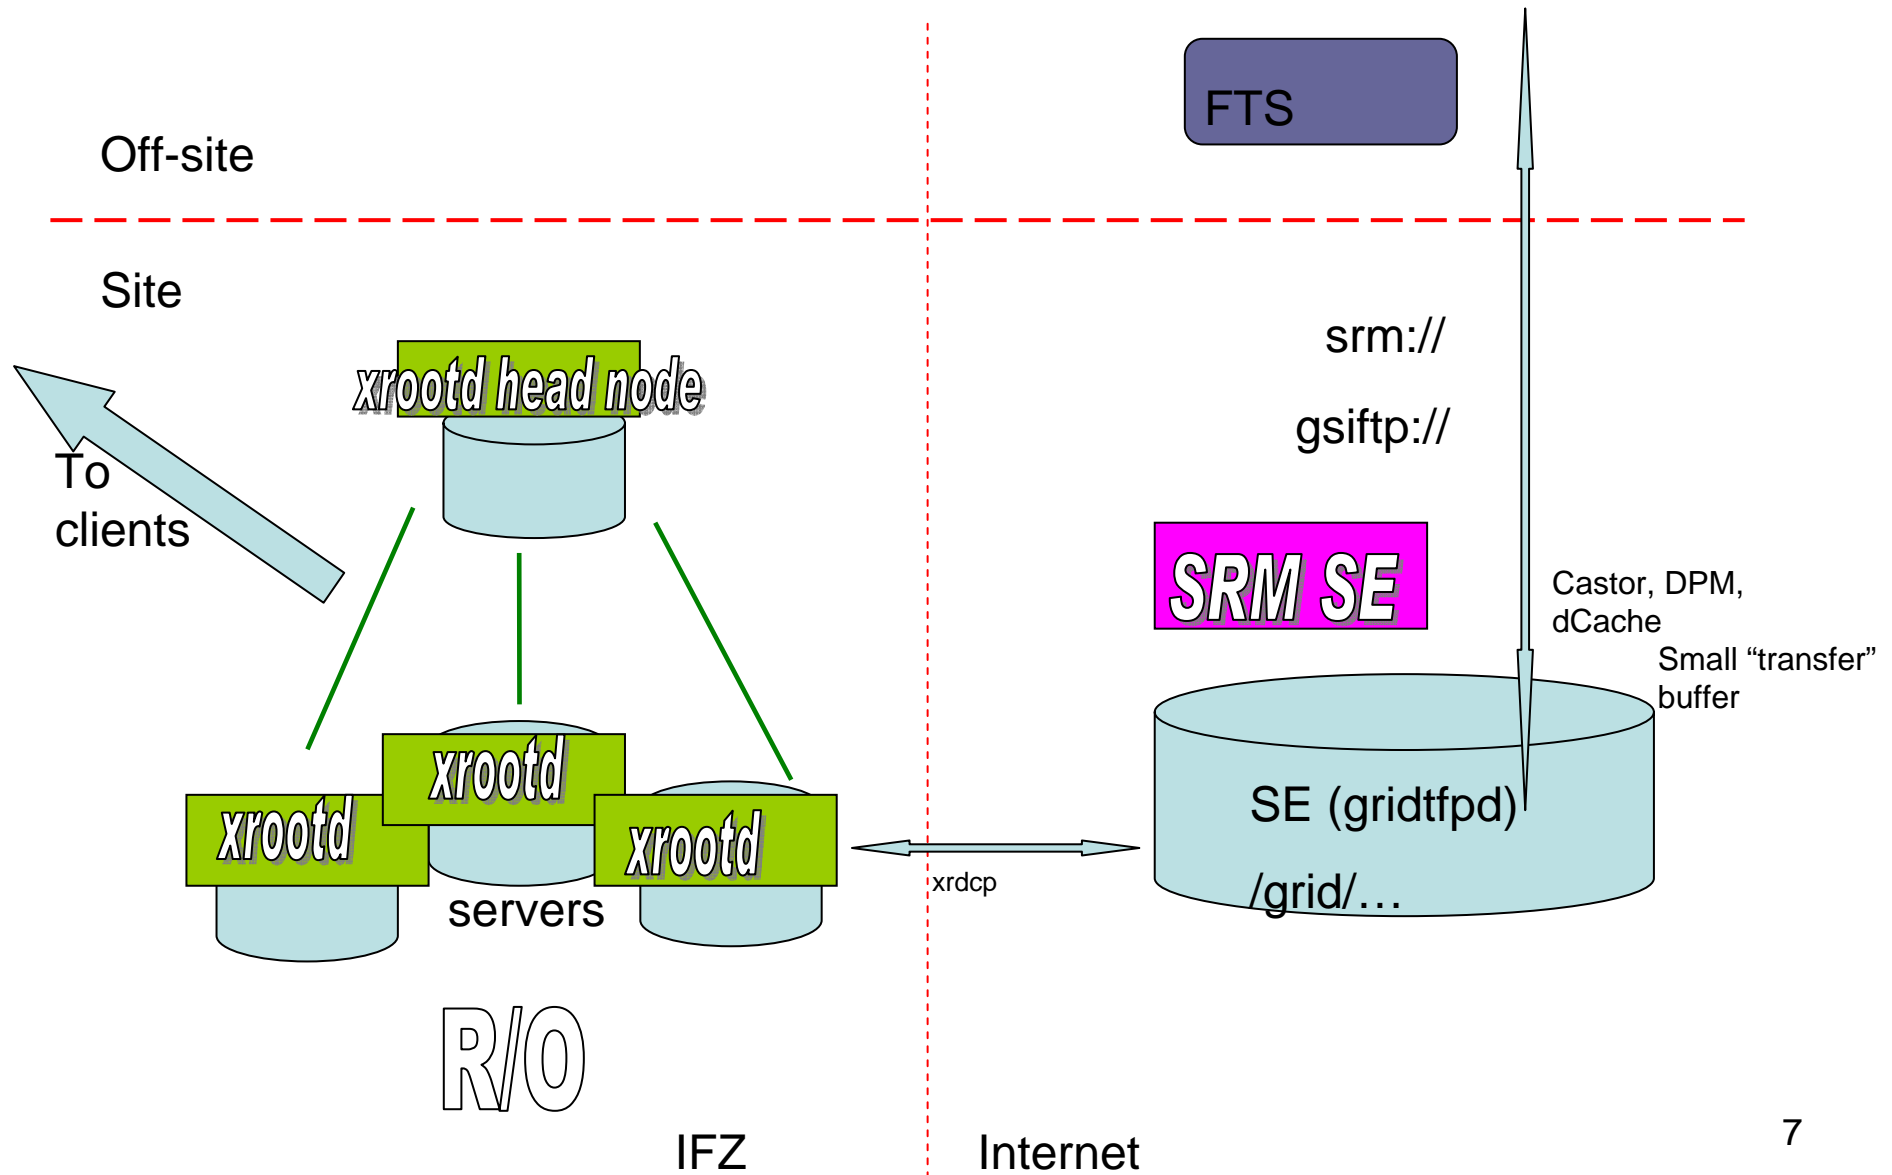 FTS
Off-site
Site
srm://
xrootd head node
gsiftp://
To
clients
SRM SE
Castor, DPM,
dCache
Small “transfer”
buffer
xrootd
xrootd
xrootd
SE (gridtfpd)
xrdcp
/grid/…
servers
R/O
IFZ
Internet
7